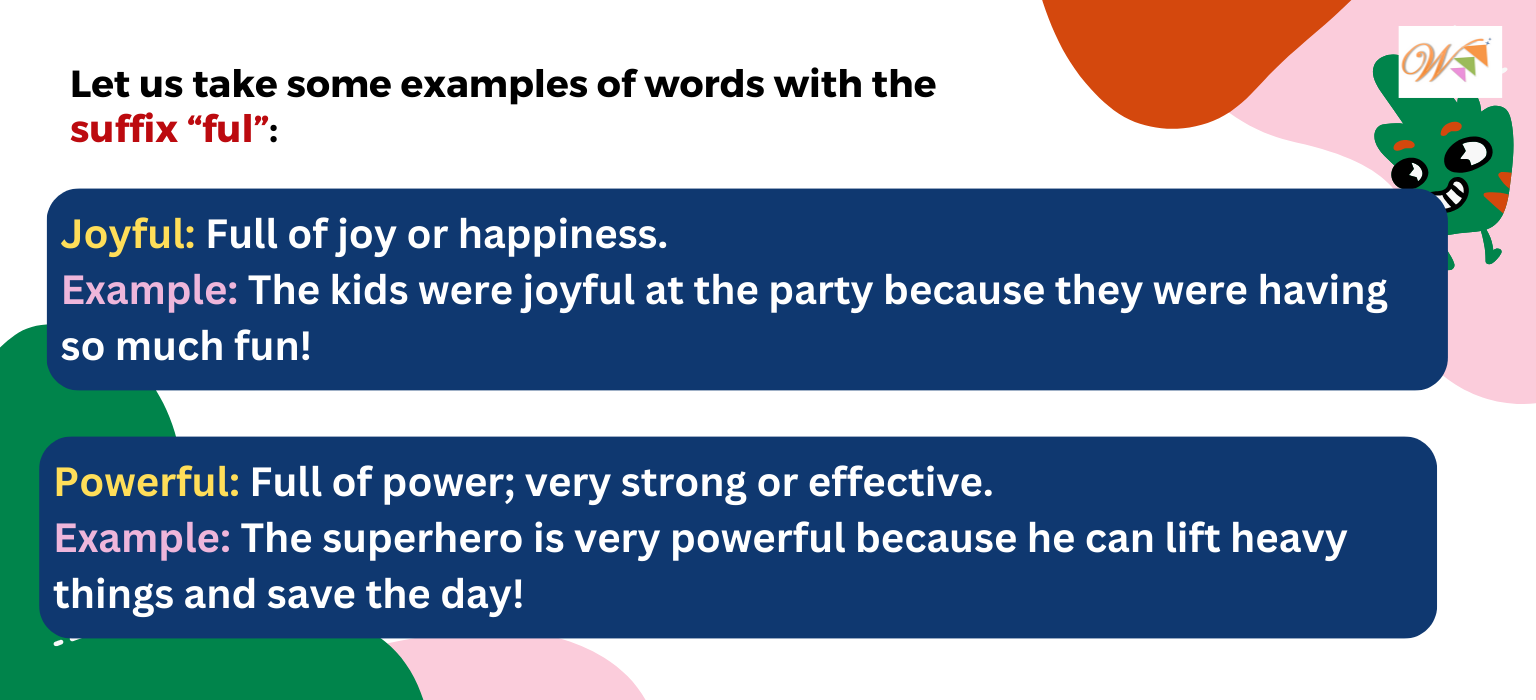 Let us take some examples of words with the
suffix “ful”:
Joyful: Full of joy or happiness.
Example: The kids were joyful at the party because they were having
so much fun!
Powerful: Full of power; very strong or effective.
Example: The superhero is very powerful because he can lift heavy
things and save the day!
W